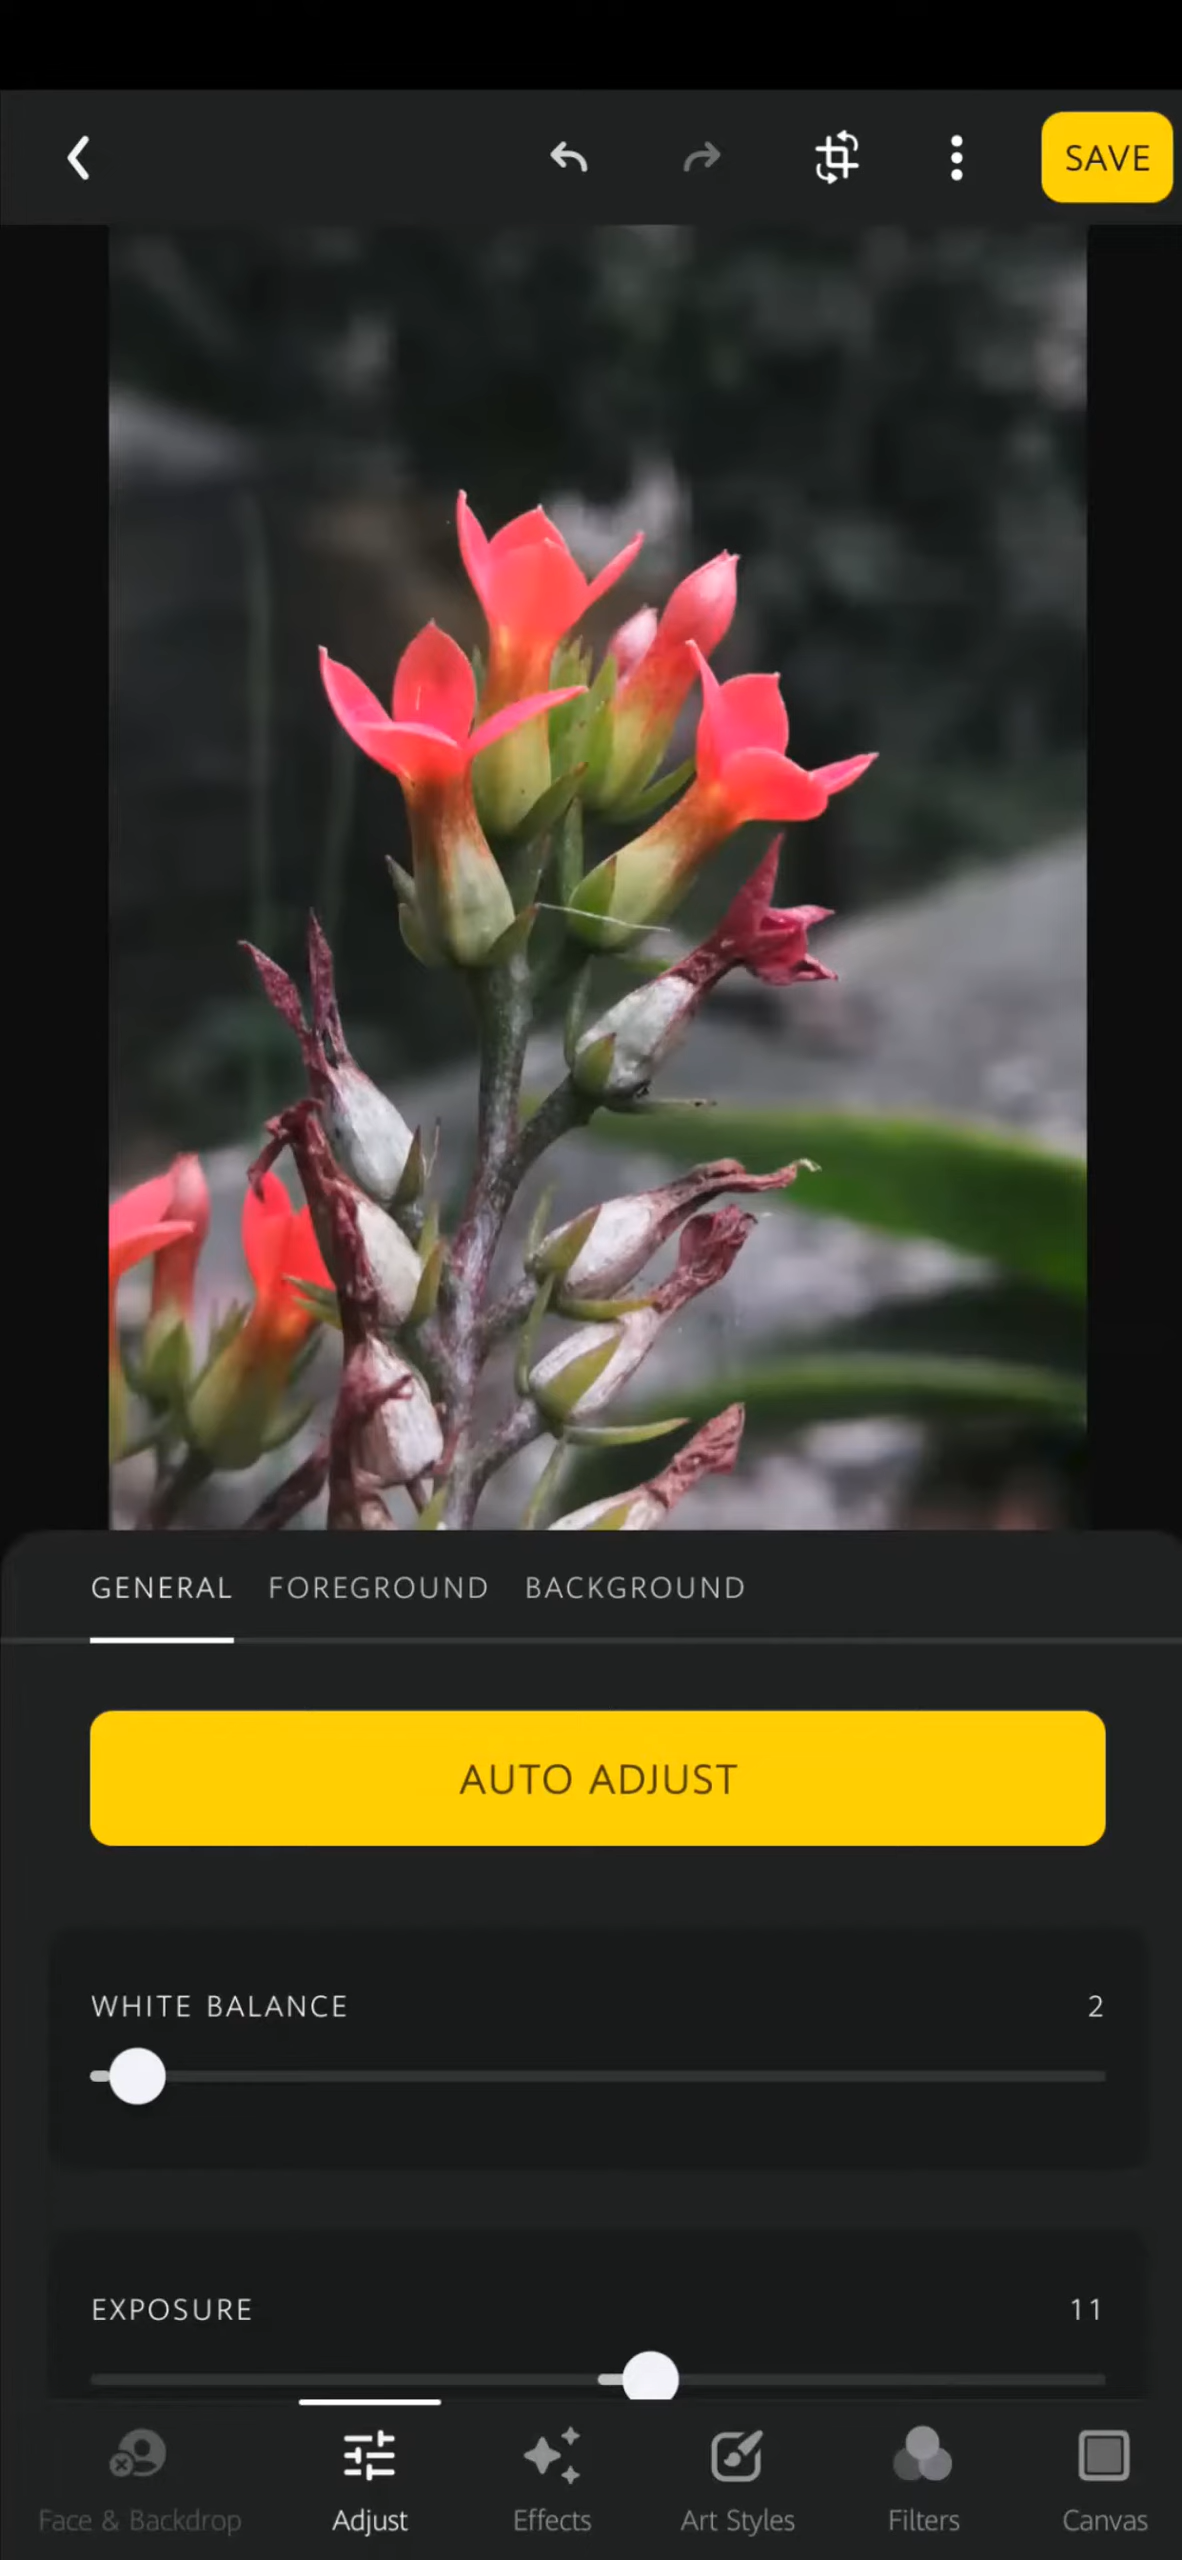 SAVE
GENERAL FOREGROUND BACKGROUND
AUTO ADJUST
WHITE BALANCE 2
EXPOSURE 11
Face & Backdrop Adjust Effects Art Styles Filters Canvas